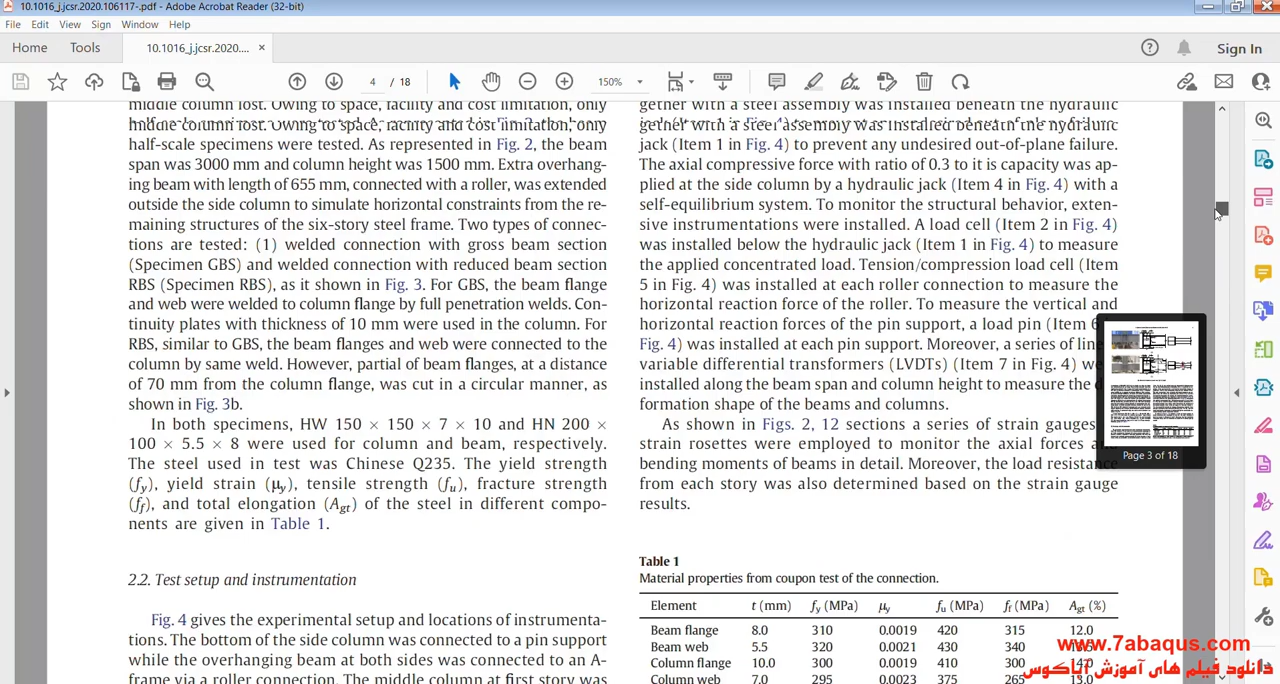 10.1016_j.jcsr.2020.106117-.pdf - Adobe Acrobat Reader (32-bit)
File Edit View Sign Window Help
Home Tools 10.1016_j.jcsr.2020.... × Sign In
4 / 18 150%
middle column lost. Owing to space, facility and cost limitation, only
half-scale specimens were tested. As represented in Fig. 2, the beam
span was 3000 mm and column height was 1500 mm. Extra overhang-
ing beam with length of 655 mm, connected with a roller, was extended
outside the side column to simulate horizontal constraints from the re-
maining structures of the six-story steel frame. Two types of connec-
tions are tested: (1) welded connection with gross beam section
(Specimen GBS) and welded connection with reduced beam section
RBS (Specimen RBS), as it shown in Fig. 3. For GBS, the beam flange
and web were welded to column flange by full penetration welds. Con-
tinuity plates with thickness of 10 mm were used in the column. For
RBS, similar to GBS, the beam flanges and web were connected to the
column by same weld. However, partial of beam flanges, at a distance
of 70 mm from the column flange, was cut in a circular manner, as
shown in Fig. 3b.
In both specimens, HW 150 × 150 × 7 × 10 and HN 200 ×
100 × 5.5 × 8 were used for column and beam, respectively.
The steel used in test was Chinese Q235. The yield strength
(fy), yield strain (μy), tensile strength (fu), fracture strength
(ff), and total elongation (Agt) of the steel in different compo-
nents are given in Table 1.
2.2. Test setup and instrumentation
Fig. 4 gives the experimental setup and locations of instrumenta-
tions. The bottom of the side column was connected to a pin support
while the overhanging beam at both sides was connected to an A-
frame via a roller connection. The side column at first story was
gether with a steel assembly was installed beneath the hydraulic
jack (Item 1 in Fig. 4) to prevent any undesired out-of-plane failure.
The axial compressive force with ratio of 0.3 to it is capacity was ap-
plied at the side column by a hydraulic jack (Item 4 in Fig. 4) with a
self-equilibrium system. To monitor the structural behavior, exten-
sive instrumentations were installed. A load cell (Item 2 in Fig. 4)
was installed below the hydraulic jack (Item 1 in Fig. 4) to measure
the applied concentrated load. Tension/compression load cell (Item
5 in Fig. 4) was installed at each roller connection to measure the
horizontal reaction force of the roller. To measure the vertical and
horizontal reaction forces of the pin support, a load pin (Item 6
Fig. 4) was installed at each pin support. Moreover, a series of line
variable differential transformers (LVDTs) (Item 7 in Fig. 4) we
installed along the beam span and column height to measure the d
formation shape of the beams and columns.
As shown in Figs. 2, 12 sections a series of strain gauges
strain rosettes were employed to monitor the axial forces a
bending moments of beams in detail. Moreover, the load resistan
from each story was also determined based on the strain gauge
results.
Page 3 of 18
Table 1
Material properties from coupon test of the connection.
Element t (mm) fy (MPa) μy fu (MPa) ff (MPa) Agt (%)
Beam flange 8.0 310 0.0019 420 315 12.0
Beam web 5.5 320 0.0021 430 340
Column flange 10.0 300 0.0019 410 300
Column web 7.0 295 0.0023 375 265 13.0
www.7abaqus.com
دانلود فیلم های آموزش آباکوس